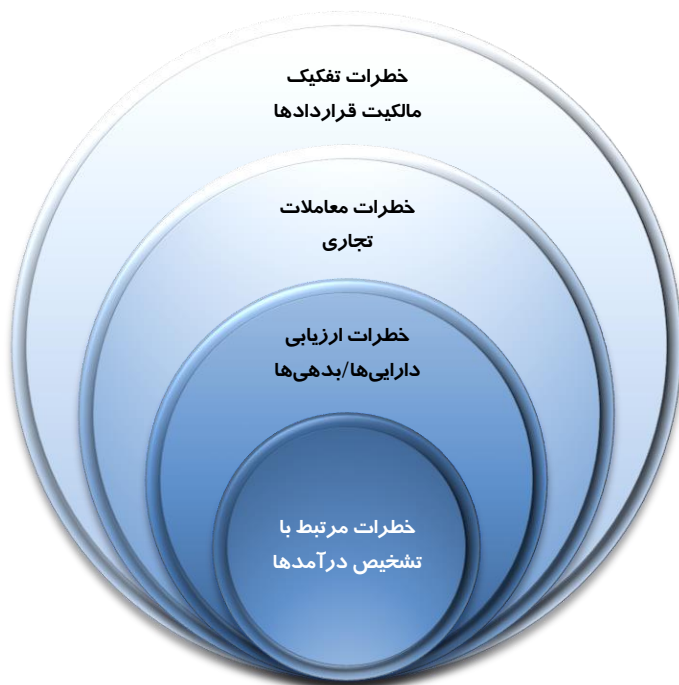 خطرات تفکیک
مالکیت قراردادها
خطرات معاملات
تجاری
خطرات ارزیابی
دارایی‌ها/بدهی‌ها
خطرات مرتبط با
تشخیص درآمدها